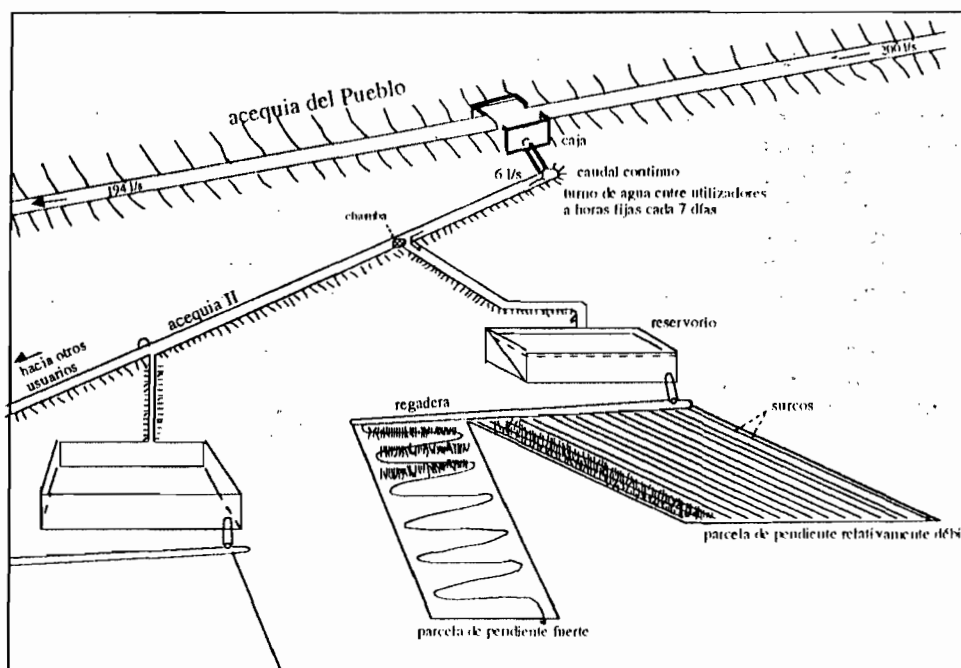 200 l/s
acequia del Pueblo
caja
194 l/s
6 l/s
caudal continuo
turno de agua entre utilizadores
a horas fijas cada 7 días
chamba
acequia II
reservorio
hacia otros
usuarios
regadera
surcos
parcela de pendiente relativamente débi
parcela de pendiente fuerte